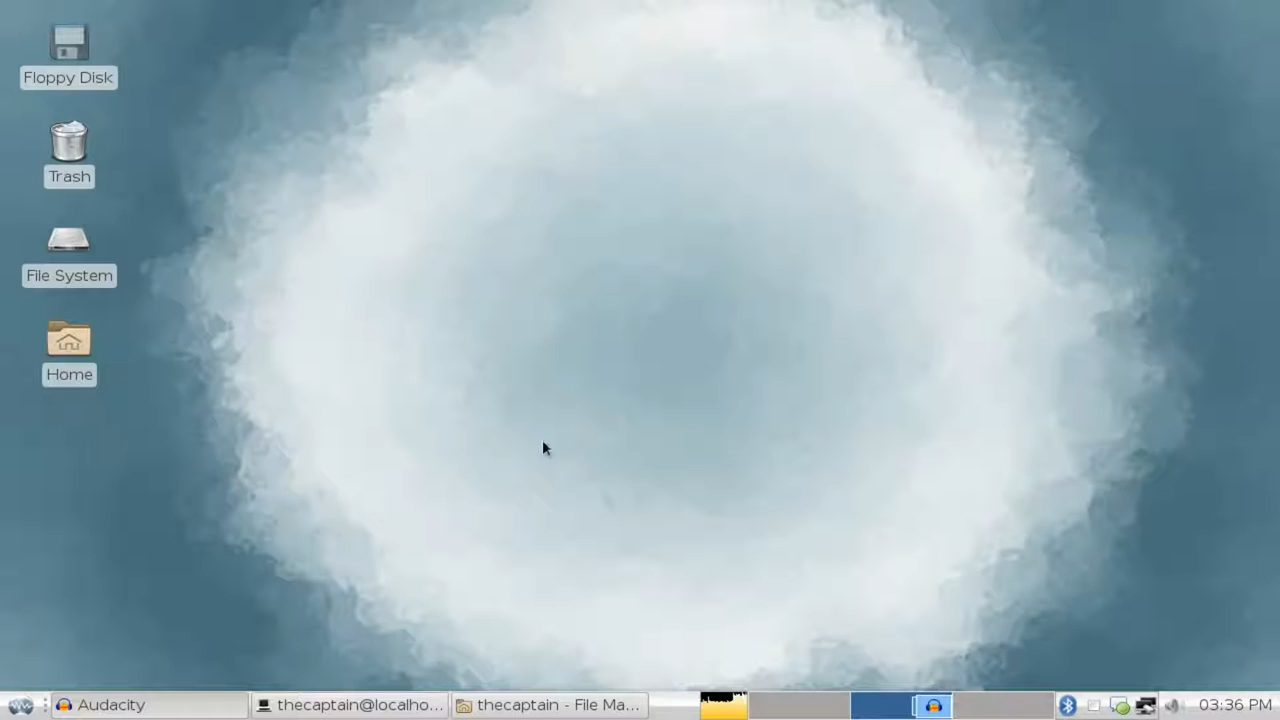 Floppy Disk
Trash
File System
Home
Audacity
thecaptain@localho...
thecaptain - File Ma...
03:36 PM